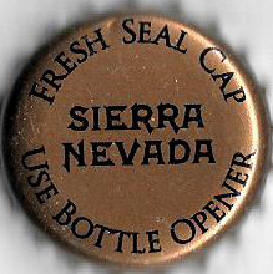 FRESH SEAL CAP
SIERRA
NEVADA
USE BOTTLE OPENER